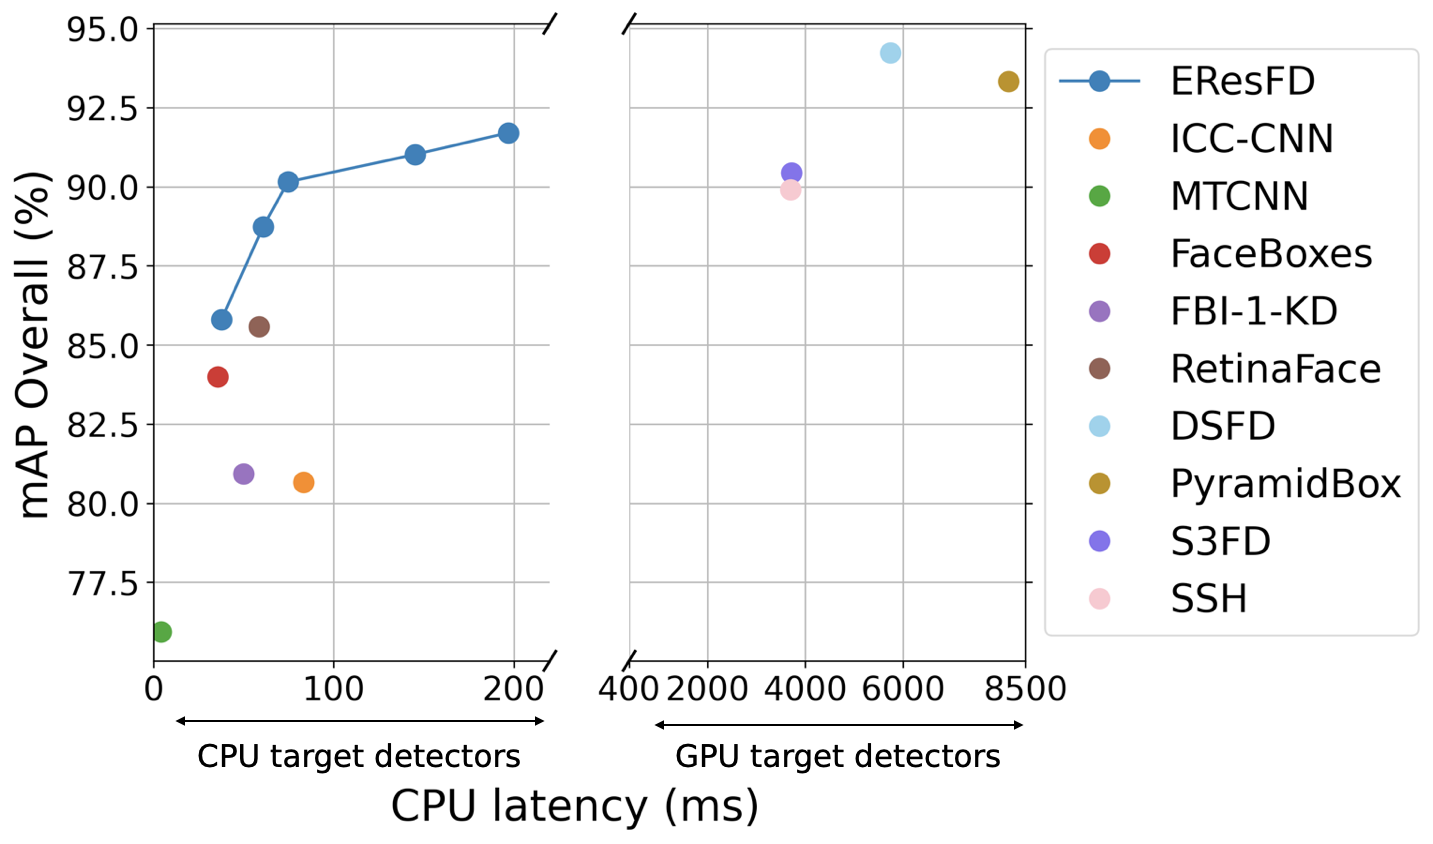 mAP Overall (%)
95.0
92.5
90.0
87.5
85.0
82.5
80.0
77.5
0 100 200 400 2000 4000 6000 8500
CPU target detectors GPU target detectors
CPU latency (ms)
EResFD
ICC-CNN
MTCNN
FaceBoxes
FBI-1-KD
RetinaFace
DSFD
PyramidBox
S3FD
SSH